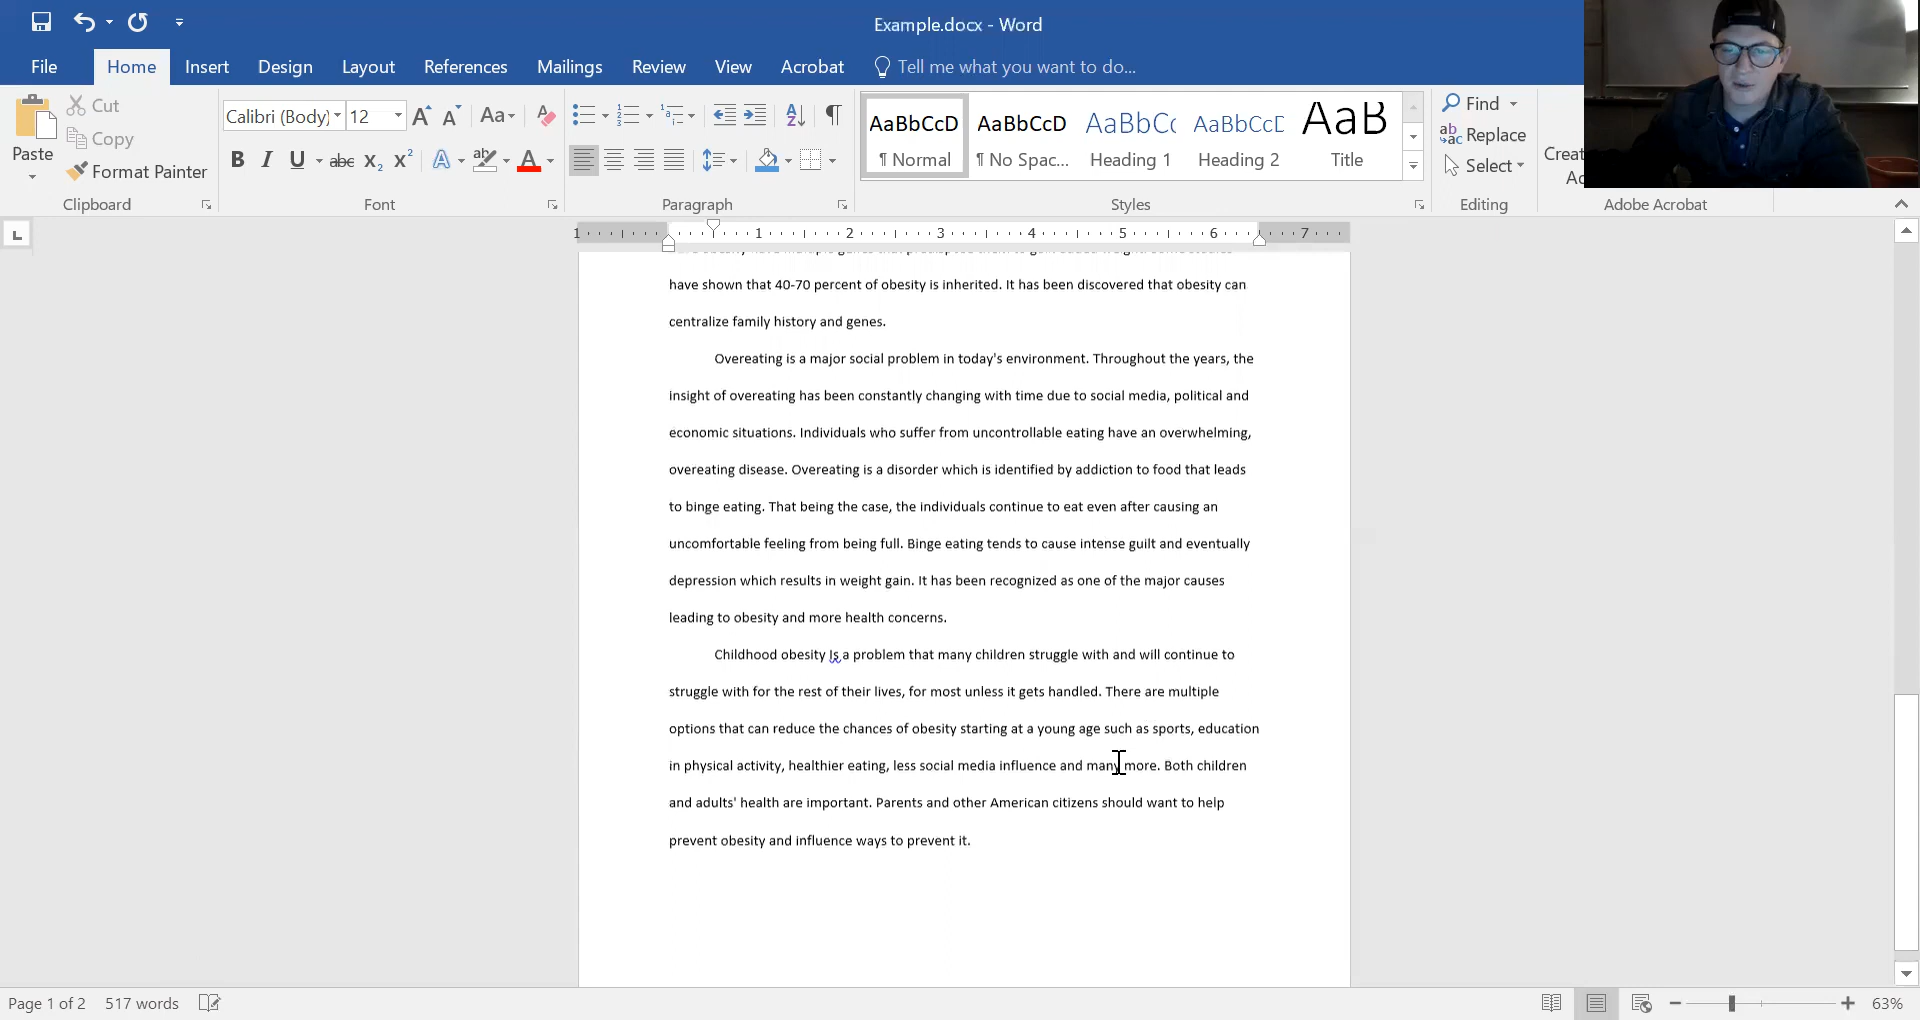 Example.docx - Word
File Home Insert Design Layout References Mailings Review View Acrobat Tell me what you want to do...
Paste
Cut
Copy
Format Painter
Clipboard
Calibri (Body) 12
Font
Paragraph
AaBbCcD ¶ Normal
AaBbCcD ¶ No Spac...
AaBbCc Heading 1
AaBbCcD Heading 2
AaB Title
Styles
Find
Replace
Select
Editing
Adobe Acrobat
1 1 2 3 4 5 6 7
have shown that 40-70 percent of obesity is inherited. It has been discovered that obesity can
centralize family history and genes.
Overeating is a major social problem in today's environment. Throughout the years, the
insight of overeating has been constantly changing with time due to social media, political and
economic situations. Individuals who suffer from uncontrollable eating have an overwhelming,
overeating disease. Overeating is a disorder which is identified by addiction to food that leads
to binge eating. That being the case, the individuals continue to eat even after causing an
uncomfortable feeling from being full. Binge eating tends to cause intense guilt and eventually
depression which results in weight gain. It has been recognized as one of the major causes
leading to obesity and more health concerns.
Childhood obesity Is a problem that many children struggle with and will continue to
struggle with for the rest of their lives, for most unless it gets handled. There are multiple
options that can reduce the chances of obesity starting at a young age such as sports, education
in physical activity, healthier eating, less social media influence and many more. Both children
and adults' health are important. Parents and other American citizens should want to help
prevent obesity and influence ways to prevent it.
Page 1 of 2 517 words 63%